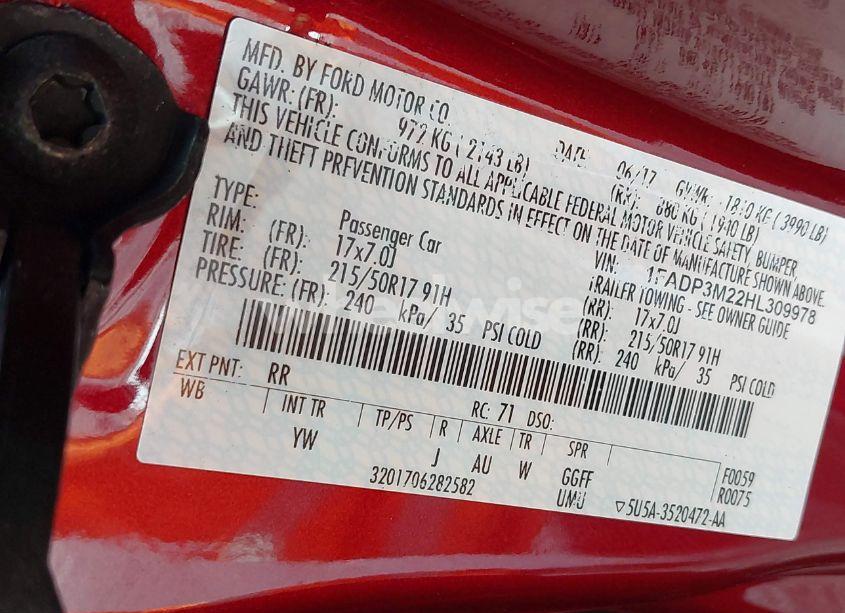 MFD. BY FORD MOTOR CO. DATE: 06/17 GVWR: 1810 KG ( 3990 LB)
GAWR: (FR): 972 KG ( 2143 LB) (RR): 880 KG ( 1940 LB)
THIS VEHICLE CONFORMS TO ALL APPLICABLE FEDERAL MOTOR VEHICLE SAFETY, BUMPER,
AND THEFT PREVENTION STANDARDS IN EFFECT ON THE DATE OF MANUFACTURE SHOWN ABOVE.
VIN: 1FADP3M22HL309978
TYPE: Passenger Car TRAILER TOWING - SEE OWNER GUIDE
RIM: (FR): 17x7.0J (RR): 17x7.0J
TIRE: (FR): 215/50R17 91H (RR): 215/50R17 91H
PRESSURE: (FR): 240 kPa/ 35 PSI COLD (RR): 240 kPa/ 35 PSI COLD
EXT PNT: RR RC: 71 DSO:
WB INT TR TP/PS R AXLE TR SPR
YW J AU W GGFF F0059
3201706282582 UMU R0075
▽5U5A-3520472-AA